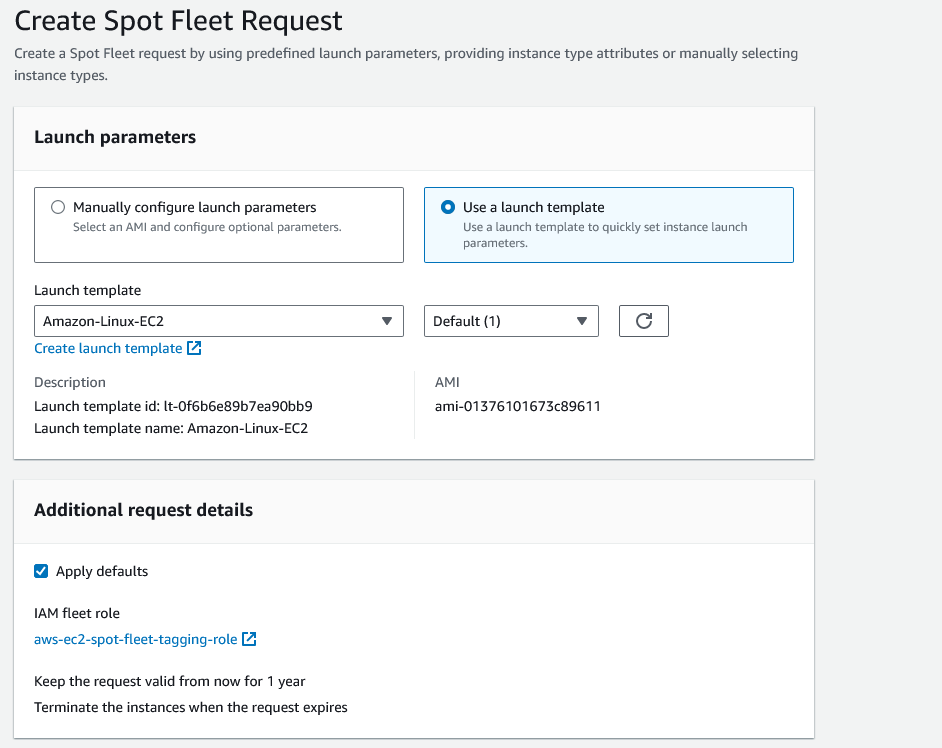 Create Spot Fleet Request
Create a Spot Fleet request by using predefined launch parameters, providing instance type attributes or manually selecting
instance types.
Launch parameters
Manually configure launch parameters
Select an AMI and configure optional parameters.
Use a launch template
Use a launch template to quickly set instance launch
parameters.
Launch template
Amazon-Linux-EC2
Default (1)
Create launch template
Description
Launch template id: lt-0f6b6e89b7ea90bb9
Launch template name: Amazon-Linux-EC2
AMI
ami-01376101673c89611
Additional request details
Apply defaults
IAM fleet role
aws-ec2-spot-fleet-tagging-role
Keep the request valid from now for 1 year
Terminate the instances when the request expires